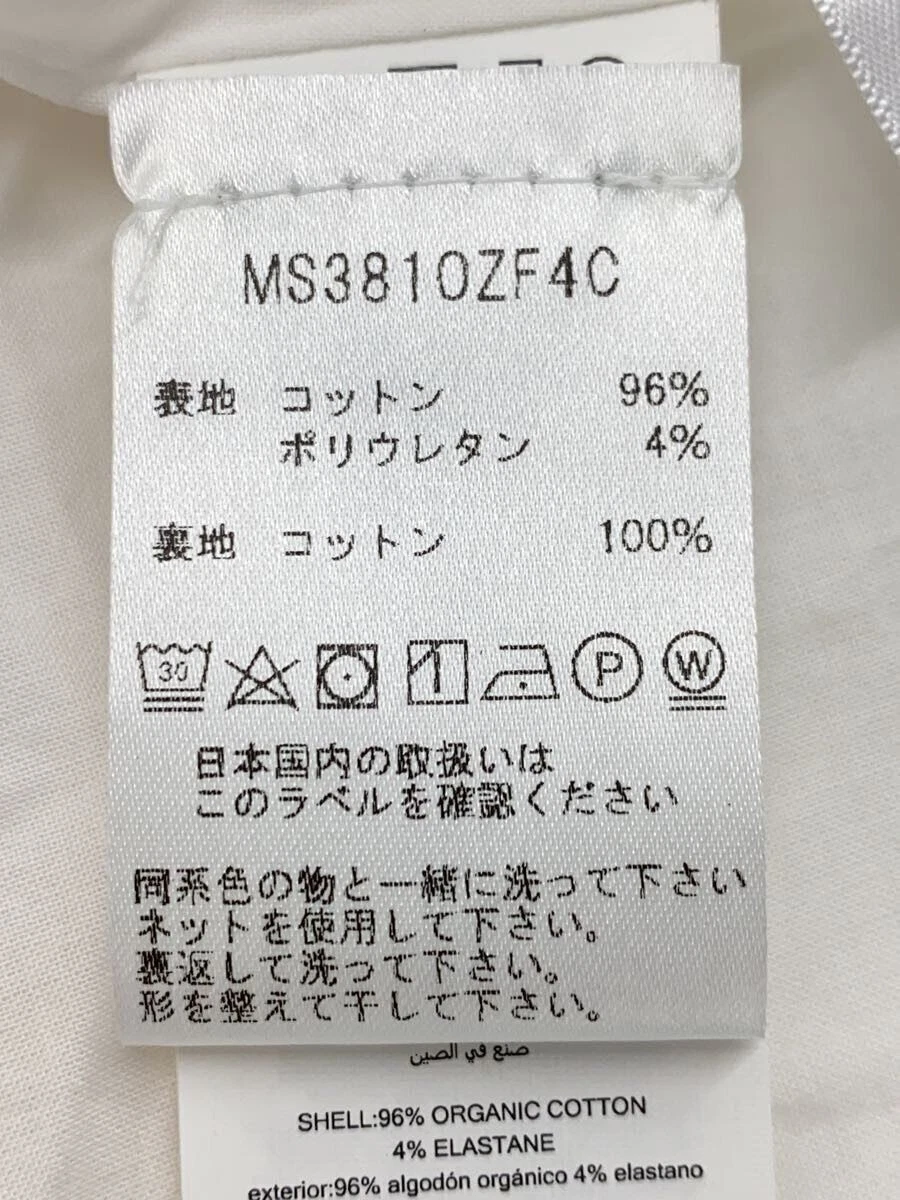 MS3810ZF4C
表地 コットン 96%
ポリウレタン 4%
裏地 コットン 100%
30 P W
日本国内の取扱いは
このラベルを確認ください
同系色の物と一緒に洗って下さい
ネットを使用して下さい。
裏返して洗って下さい。
形を整えて干して下さい。
صنع في الصين
SHELL:96% ORGANIC COTTON
4% ELASTANE
exterior:96% algodón orgánico 4% elastano